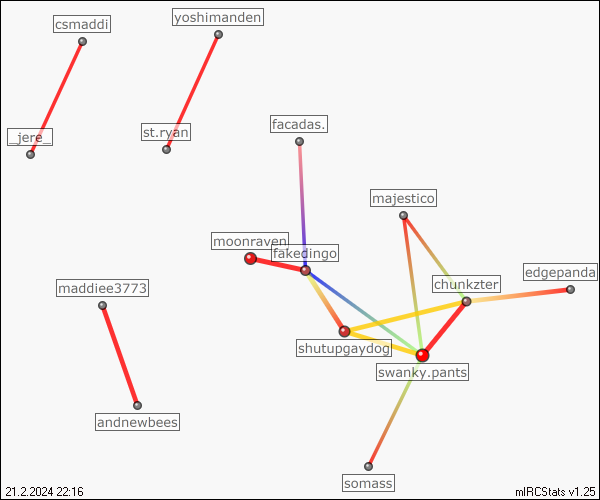 yoshimanden
csmaddi
facadas.
st.ryan
_jere_
majestico
moonraven
fakedingo
edgepanda
chunkzter
maddiee3773
shutupgaydog
swanky.pants
andnewbees
somass
21.2.2024 22:16
mIRCStats v1.25